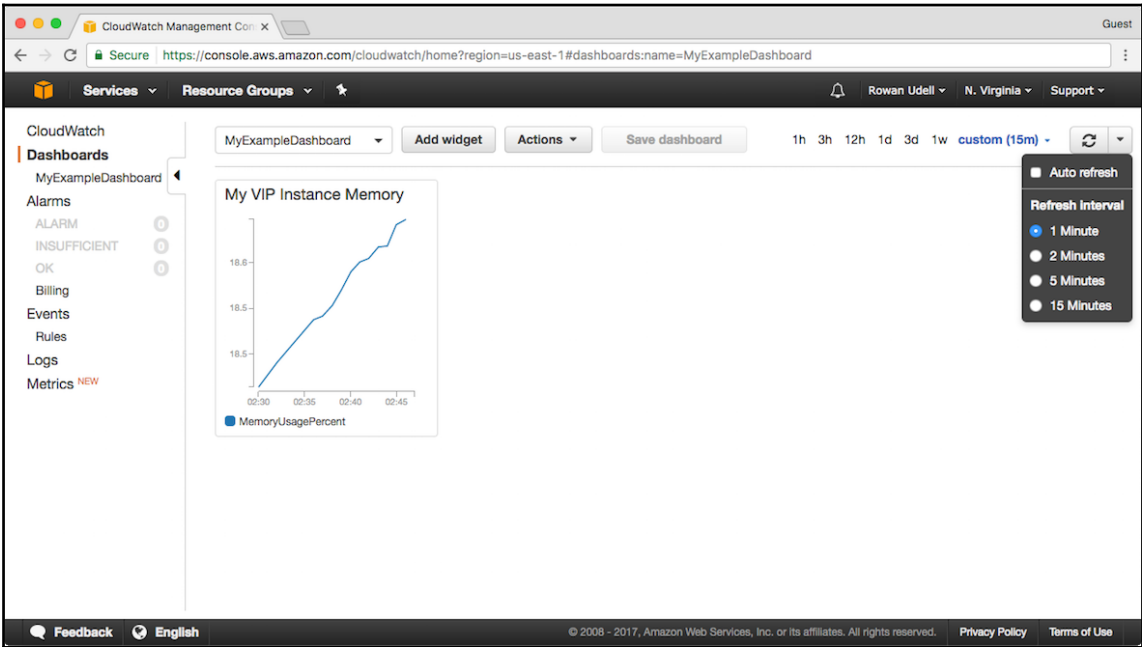 CloudWatch Management Con
Guest
Secure https://console.aws.amazon.com/cloudwatch/home?region=us-east-1#dashboards:name=MyExampleDashboard
Services Resource Groups Rowan Udell N. Virginia Support
CloudWatch
Dashboards
MyExampleDashboard
Alarms
ALARM 0
INSUFFICIENT 0
OK 0
Billing
Events
Rules
Logs
Metrics NEW
MyExampleDashboard Add widget Actions Save dashboard 1h 3h 12h 1d 3d 1w custom (15m)
Auto refresh
Refresh interval
1 Minute
2 Minutes
5 Minutes
15 Minutes
My VIP Instance Memory
18.6
18.5
18.5
02:30 02:35 02:40 02:45
MemoryUsagePercent
Feedback English © 2008 - 2017, Amazon Web Services, Inc. or its affiliates. All rights reserved. Privacy Policy Terms of Use